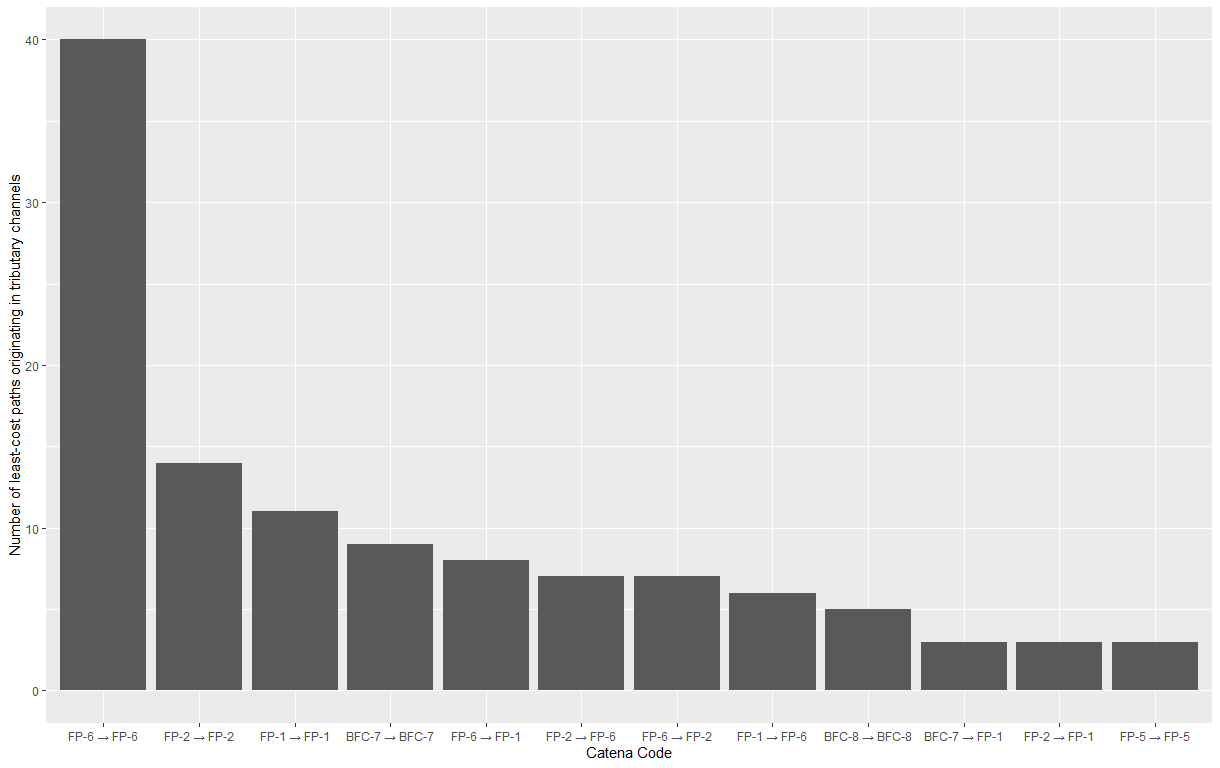 Number of least-cost paths originating in tributary channels
40
30
20
10
0
FP-6 → FP-6 FP-2 → FP-2 FP-1 → FP-1 BFC-7 → BFC-7 FP-6 → FP-1 FP-2 → FP-6 FP-6 → FP-2 FP-1 → FP-6 BFC-8 → BFC-8 BFC-7 → FP-1 FP-2 → FP-1 FP-5 → FP-5
Catena Code